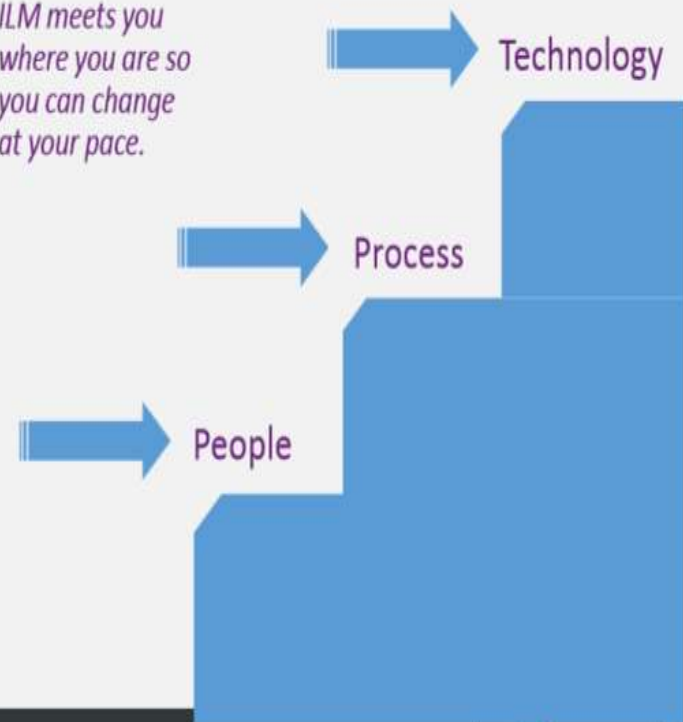 ILM meets you
where you are so
you can change
at your pace.
Technology
Process
People